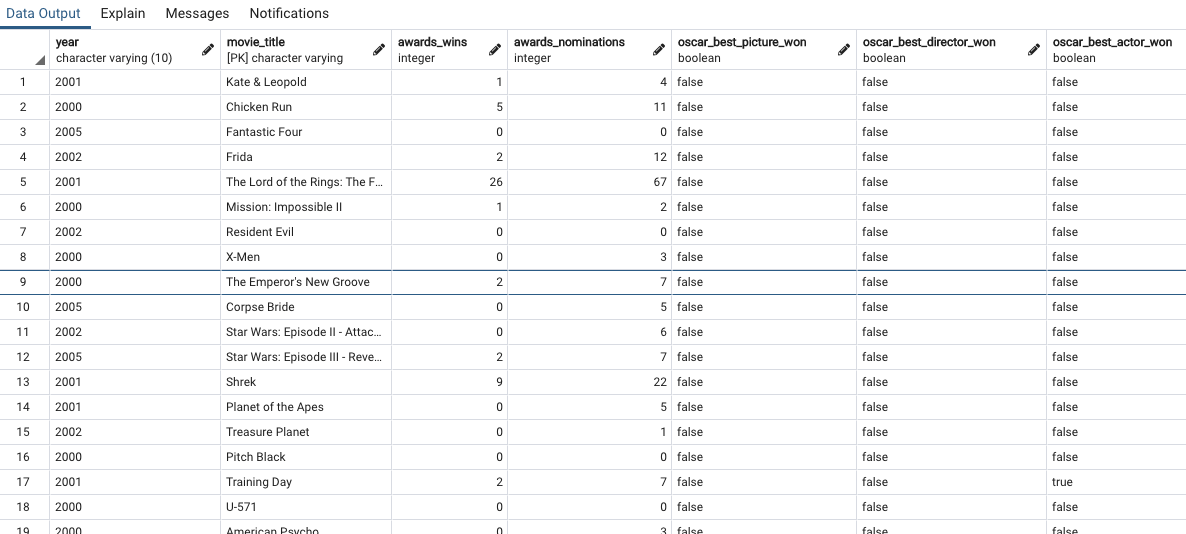 Data Output Explain Messages Notifications
year movie_title awards_wins awards_nominations oscar_best_picture_won oscar_best_director_won oscar_best_actor_won
character varying (10) [PK] character varying integer integer boolean boolean boolean
1 2001 Kate & Leopold 1 4 false false false
2 2000 Chicken Run 5 11 false false false
3 2005 Fantastic Four 0 0 false false false
4 2002 Frida 2 12 false false false
5 2001 The Lord of the Rings: The F... 26 67 false false false
6 2000 Mission: Impossible II 1 2 false false false
7 2002 Resident Evil 0 0 false false false
8 2000 X-Men 0 3 false false false
9 2000 The Emperor's New Groove 2 7 false false false
10 2005 Corpse Bride 0 5 false false false
11 2002 Star Wars: Episode II - Attac... 0 6 false false false
12 2005 Star Wars: Episode III - Reve... 2 7 false false false
13 2001 Shrek 9 22 false false false
14 2001 Planet of the Apes 0 5 false false false
15 2002 Treasure Planet 0 1 false false false
16 2000 Pitch Black 0 0 false false false
17 2001 Training Day 2 7 false false true
18 2000 U-571 0 0 false false false
19 2000 American Psycho 0 3 false false false